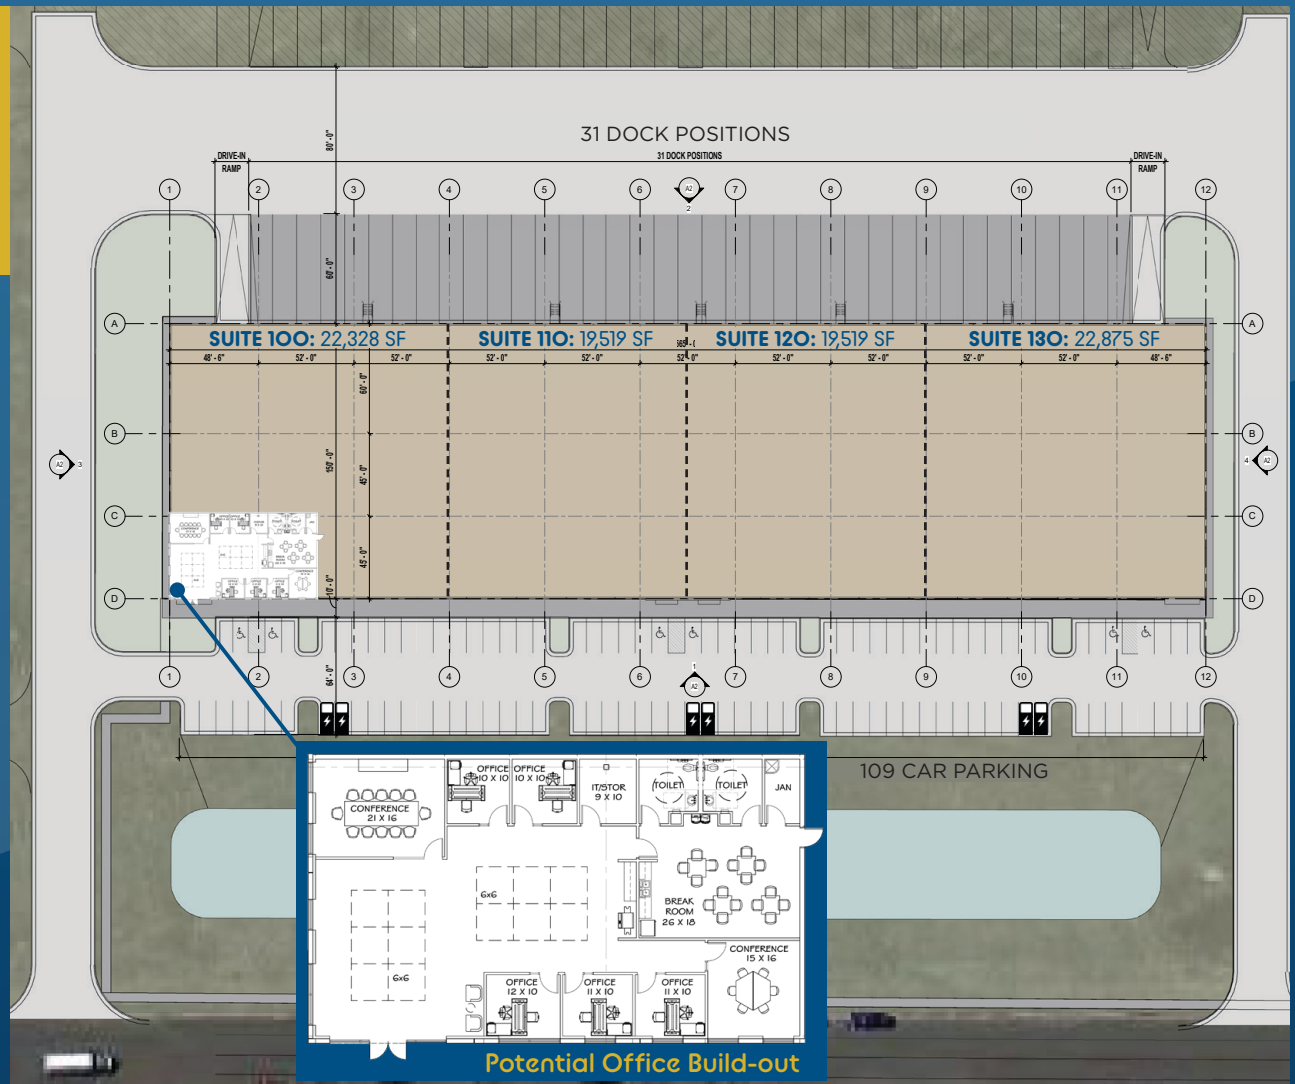 31 DOCK POSITIONS
DRIVE-IN
RAMP
31 DOCK POSITIONS
DRIVE-IN
RAMP
80' - 0"
1
2
3
4
5
6
A2
2
7
8
9
10
11
12
60' - 0"
A
A
SUITE 100: 22,328 SF
SUITE 110: 19,519 SF
SUITE 120: 19,519 SF
SUITE 130: 22,875 SF
48' - 6"
52' - 0"
52' - 0"
52' - 0"
52' - 0"
52' - 0"
52' - 0"
52' - 0"
52' - 0"
52' - 0"
48' - 6"
60' - 0"
B
B
A2
3
150' - 0"
45' - 0"
4
A2
C
C
45' - 0"
10' - 0"
D
D
64' - 0"
1
2
3
4
5
6
1
A2
7
8
9
10
11
12
109 CAR PARKING
OFFICE
10 X 10
OFFICE
10 X 10
IT/STOR
9 X 10
TOILET
TOILET
JAN
CONFERENCE
21 X 16
6x6
BREAK
ROOM
26 X 18
CONFERENCE
15 X 16
6x6
OFFICE
12 X 10
OFFICE
11 X 10
OFFICE
11 X 10
Potential Office Build-out